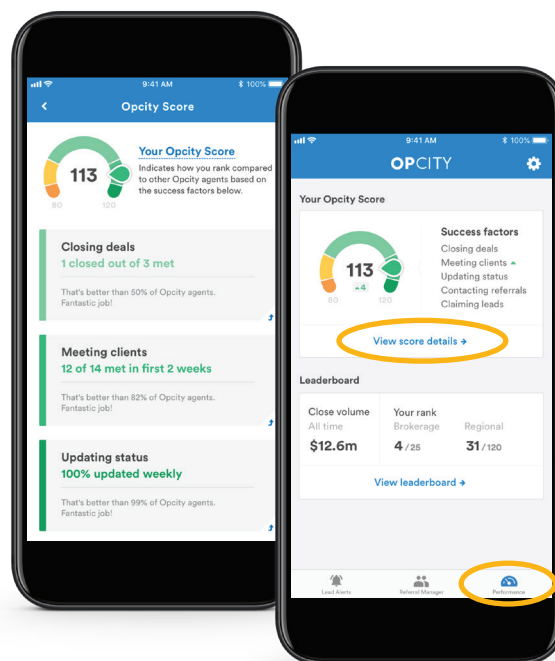 9:41 AM
100%
Opcity Score
113
80
120
Your Opcity Score
Indicates how you rank compared
to other Opcity agents based on
the success factors below.
Closing deals
1 closed out of 3 met
That's better than 50% of Opcity agents.
Fantastic job!
Meeting clients
12 of 14 met in first 2 weeks
That's better than 82% of Opcity agents.
Fantastic job!
Updating status
100% updated weekly
That's better than 99% of Opcity agents.
Fantastic job!
9:41 AM
100%
OPCITY
Your Opcity Score
113
4
80
120
Success factors
Closing deals
Meeting clients
Updating status
Contacting referrals
Claiming leads
View score details
Leaderboard
Close volume
All time
$12.6m
Your rank
Brokerage
4 / 25
Regional
31 / 120
View leaderboard
Lead Alerts
Referral Manager
Performance